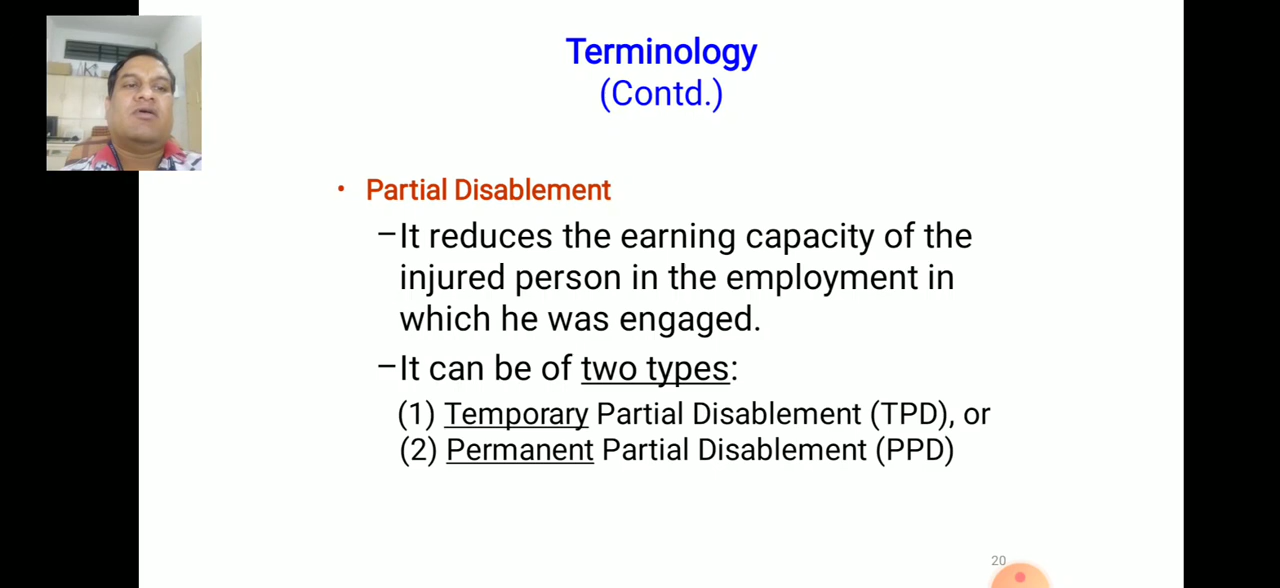 Terminology
(Contd.)
• Partial Disablement
–It reduces the earning capacity of the
injured person in the employment in
which he was engaged.
–It can be of two types:
(1) Temporary Partial Disablement (TPD), or
(2) Permanent Partial Disablement (PPD)
20